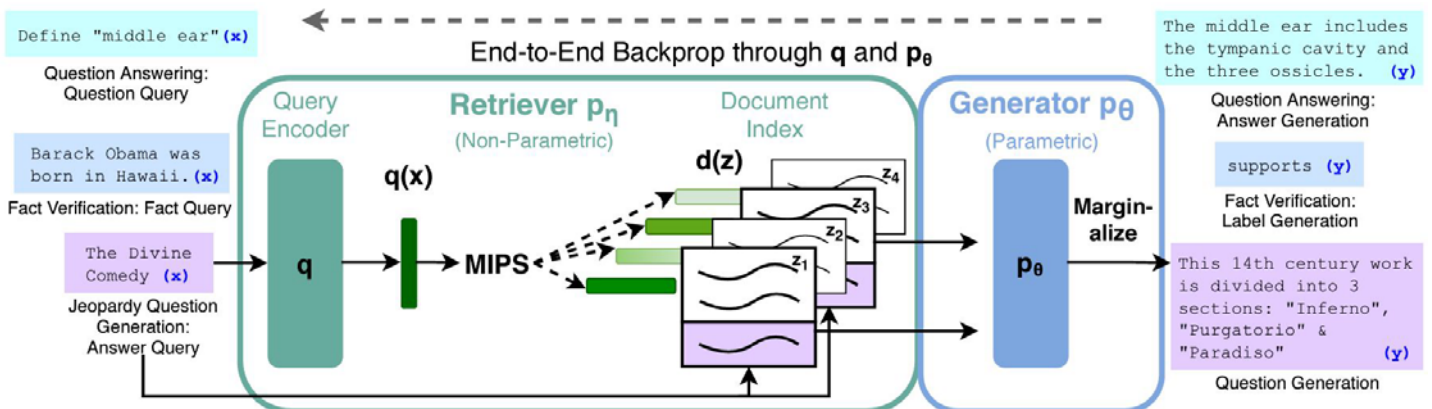 Define "middle ear"(x)
Question Answering:
Question Query
Barack Obama was
born in Hawaii.(x)
Fact Verification: Fact Query
The Divine
Comedy (x)
Jeopardy Question
Generation:
Answer Query
End-to-End Backprop through q and pθ
Query
Encoder
q
Retriever pη
(Non-Parametric)
q(x)
MIPS
Document
Index
d(z)
z4
z3
z2
z1
Generator pθ
(Parametric)
pθ
Margin-
alize
The middle ear includes
the tympanic cavity and
the three ossicles. (y)
Question Answering:
Answer Generation
supports (y)
Fact Verification:
Label Generation
This 14th century work
is divided into 3
sections: "Inferno",
"Purgatorio" &
"Paradiso" (y)
Question Generation